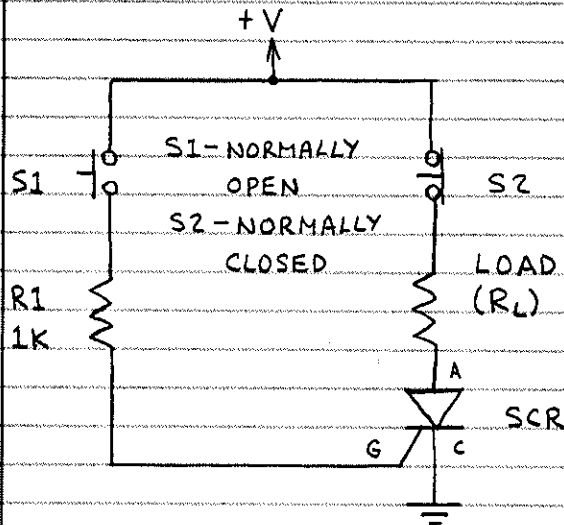 +V
S1-NORMALLY
OPEN
S1
S2
S2-NORMALLY
CLOSED
LOAD
(RL)
R1
1K
A
SCR
G
C